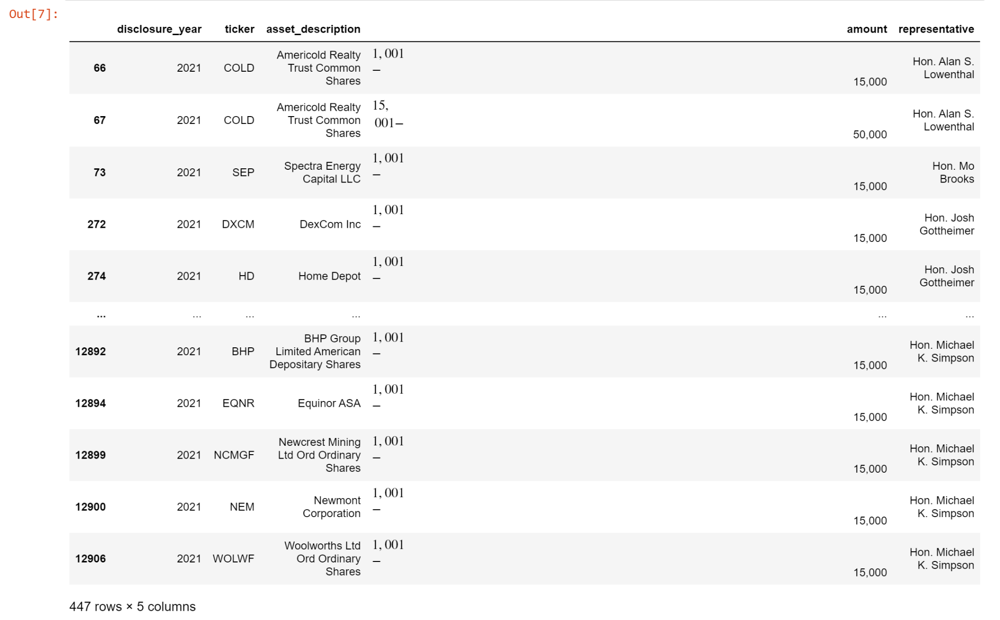 Out[7]:
disclosure_year ticker asset_description amount representative
66 2021 COLD Americold Realty Trust Common Shares 1, 001 – 15,000 Hon. Alan S. Lowenthal
67 2021 COLD Americold Realty Trust Common Shares 15, 001– 50,000 Hon. Alan S. Lowenthal
73 2021 SEP Spectra Energy Capital LLC 1, 001 – 15,000 Hon. Mo Brooks
272 2021 DXCM DexCom Inc 1, 001 – 15,000 Hon. Josh Gottheimer
274 2021 HD Home Depot 1, 001 – 15,000 Hon. Josh Gottheimer
... ... ... ... ... ...
12892 2021 BHP BHP Group Limited American Depositary Shares 1, 001 – 15,000 Hon. Michael K. Simpson
12894 2021 EQNR Equinor ASA 1, 001 – 15,000 Hon. Michael K. Simpson
12899 2021 NCMGF Newcrest Mining Ltd Ord Ordinary Shares 1, 001 – 15,000 Hon. Michael K. Simpson
12900 2021 NEM Newmont Corporation 1, 001 – 15,000 Hon. Michael K. Simpson
12906 2021 WOLWF Woolworths Ltd Ord Ordinary Shares 1, 001 – 15,000 Hon. Michael K. Simpson
447 rows × 5 columns